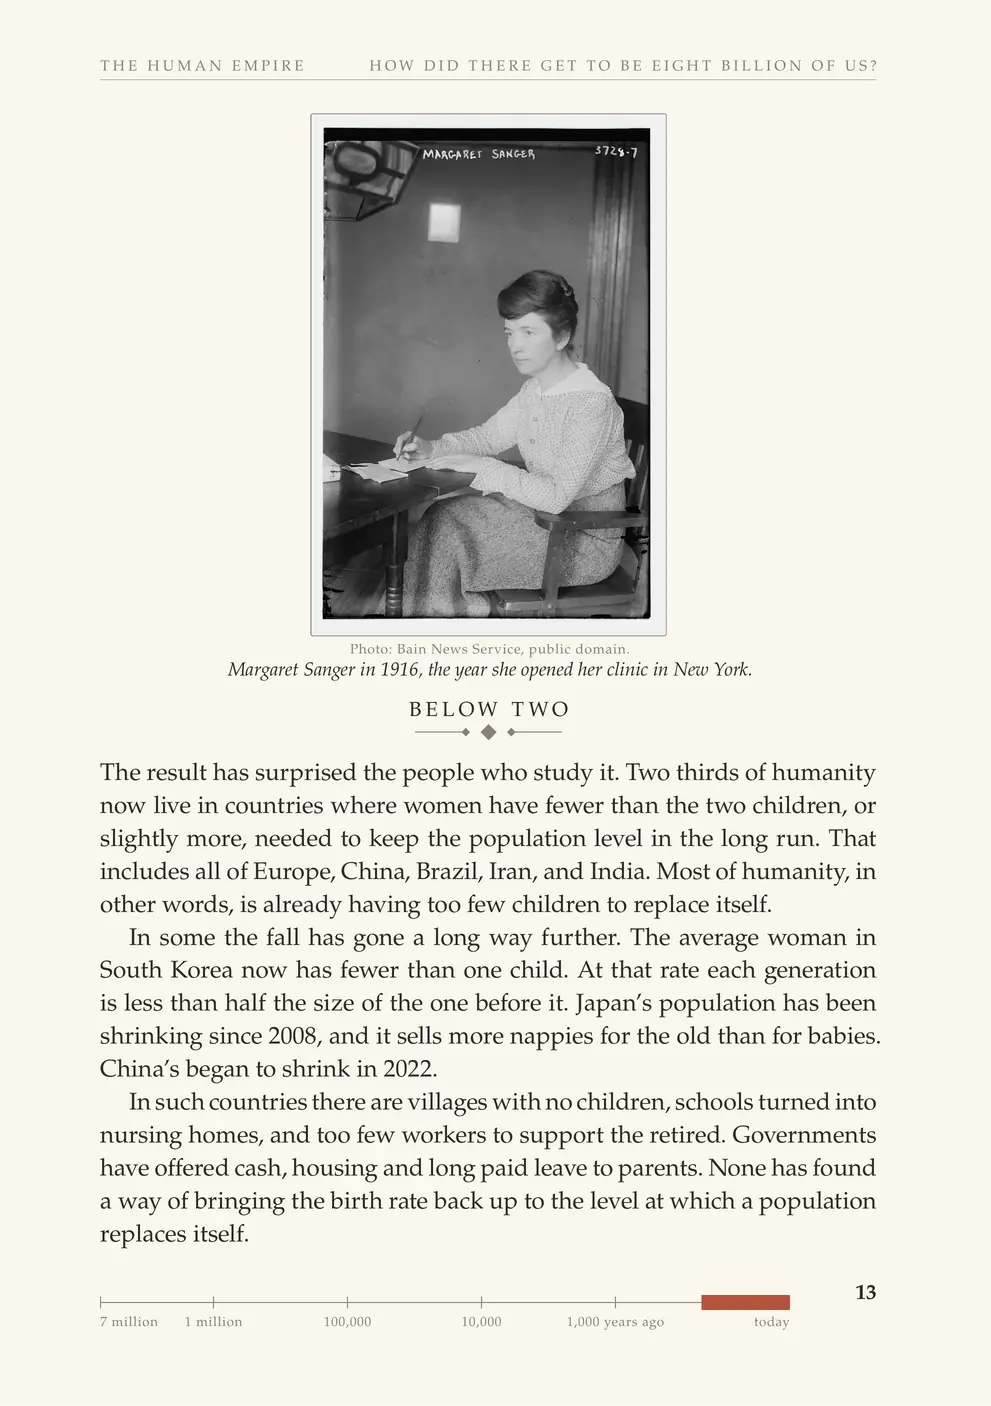 THE HUMAN EMPIRE
HOW DID THERE GET TO BE EIGHT BILLION OF US?
MARGARET SANGER
3728-7
Photo: Bain News Service, public domain.
Margaret Sanger in 1916, the year she opened her clinic in New York.
BELOW TWO
The result has surprised the people who study it. Two thirds of humanity
now live in countries where women have fewer than the two children, or
slightly more, needed to keep the population level in the long run. That
includes all of Europe, China, Brazil, Iran, and India. Most of humanity, in
other words, is already having too few children to replace itself.
In some the fall has gone a long way further. The average woman in
South Korea now has fewer than one child. At that rate each generation
is less than half the size of the one before it. Japan’s population has been
shrinking since 2008, and it sells more nappies for the old than for babies.
China’s began to shrink in 2022.
In such countries there are villages with no children, schools turned into
nursing homes, and too few workers to support the retired. Governments
have offered cash, housing and long paid leave to parents. None has found
a way of bringing the birth rate back up to the level at which a population
replaces itself.
13
7 million 1 million 100,000 10,000 1,000 years ago today